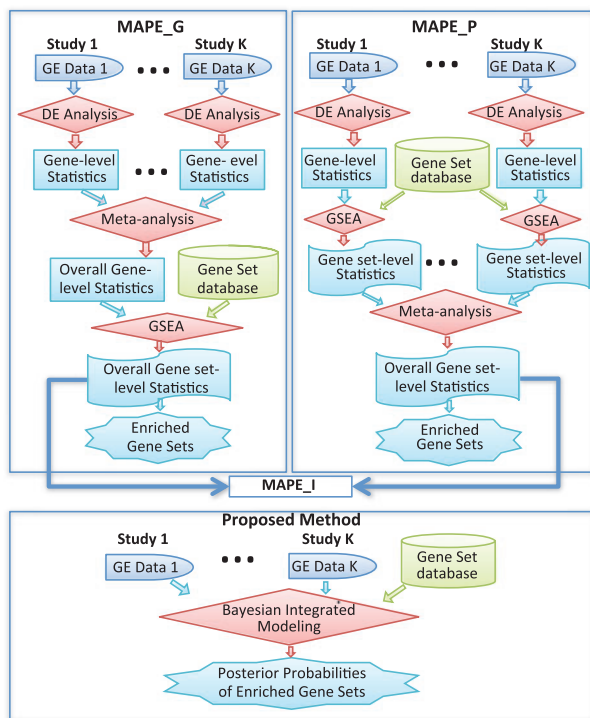 MAPE_G
Study 1
Study K
GE Data 1
GE Data K
DE Analysis
DE Analysis
Gene-level
Statistics
Gene- evel
Statistics
Meta-analysis
Overall Gene-
level Statistics
Gene Set
database
GSEA
Overall Gene set-
level Statistics
Enriched
Gene Sets
MAPE_P
Study 1
Study K
GE Data 1
GE Data K
DE Analysis
DE Analysis
Gene-level
Statistics
Gene Set
database
Gene-level
Statistics
GSEA
GSEA
Gene set-level
Statistics
Gene set-level
Statistics
Meta-analysis
Overall Gene set-
level Statistics
Enriched
Gene Sets
MAPE_I
Proposed Method
Study 1
Study K
GE Data 1
GE Data K
Gene Set
database
Bayesian Integrated
Modeling
Posterior Probabilities
of Enriched Gene Sets